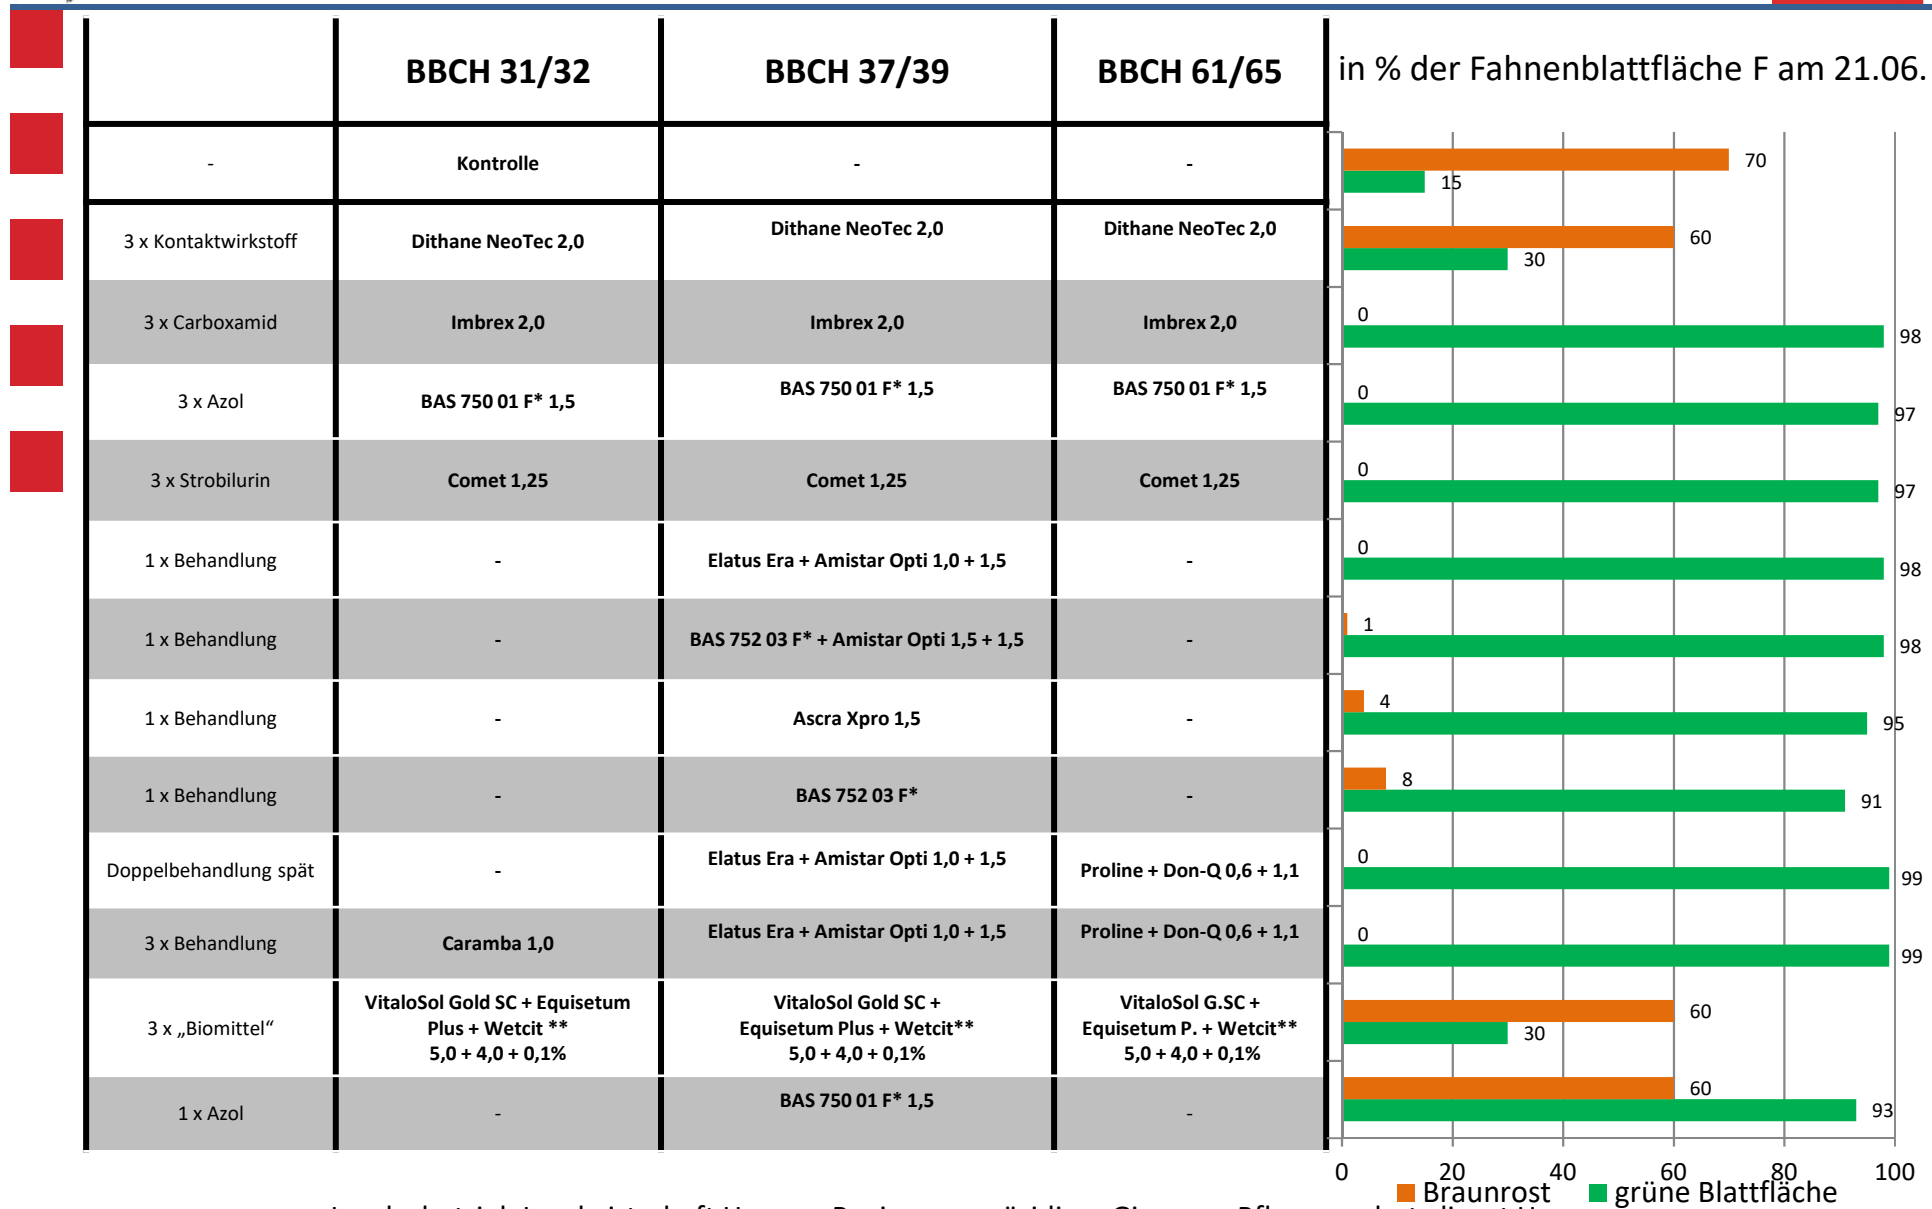 BBCH 31/32 BBCH 37/39 BBCH 61/65 in % der Fahnenblattfläche F am 21.06.
- Kontrolle - - 70
15
3 x Kontaktwirkstoff Dithane NeoTec 2,0 Dithane NeoTec 2,0 Dithane NeoTec 2,0 60
30
3 x Carboxamid Imbrex 2,0 Imbrex 2,0 Imbrex 2,0 0
98
3 x Azol BAS 750 01 F* 1,5 BAS 750 01 F* 1,5 BAS 750 01 F* 1,5 0
97
3 x Strobilurin Comet 1,25 Comet 1,25 Comet 1,25 0
97
1 x Behandlung - Elatus Era + Amistar Opti 1,0 + 1,5 - 0
98
1 x Behandlung - BAS 752 03 F* + Amistar Opti 1,5 + 1,5 - 1
98
1 x Behandlung - Ascra Xpro 1,5 - 4
95
1 x Behandlung - BAS 752 03 F* - 8
91
Doppelbehandlung spät - Elatus Era + Amistar Opti 1,0 + 1,5 Proline + Don-Q 0,6 + 1,1 0
99
3 x Behandlung Caramba 1,0 Elatus Era + Amistar Opti 1,0 + 1,5 Proline + Don-Q 0,6 + 1,1 0
99
3 x „Biomittel“ VitaloSol Gold SC + Equisetum
Plus + Wetcit **
5,0 + 4,0 + 0,1%
VitaloSol Gold SC +
Equisetum Plus + Wetcit**
5,0 + 4,0 + 0,1%
VitaloSol G.SC +
Equisetum P. + Wetcit**
5,0 + 4,0 + 0,1%
60
30
1 x Azol - BAS 750 01 F* 1,5 - 60
93
0 20 40 60 80 100
Braunrost grüne Blattfläche